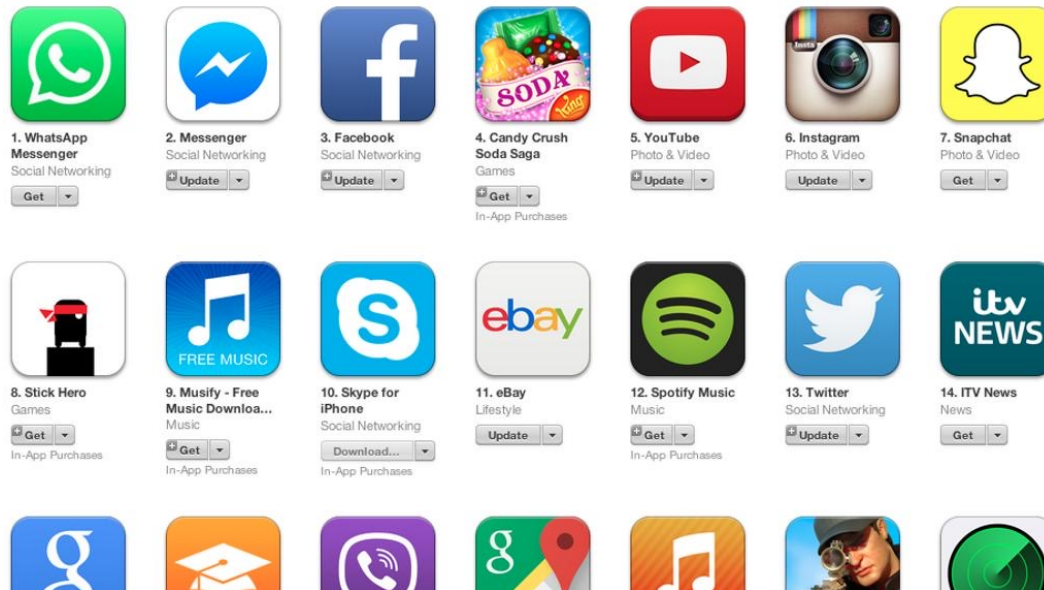 Insta
SODA
King
1. WhatsApp
Messenger
Social Networking
Get
2. Messenger
Social Networking
Update
3. Facebook
Social Networking
Update
4. Candy Crush
Soda Saga
Games
Get
In-App Purchases
5. YouTube
Photo & Video
Update
6. Instagram
Photo & Video
Update
7. Snapchat
Photo & Video
Get
FREE MUSIC
ebay
itv
NEWS
8. Stick Hero
Games
Get
In-App Purchases
9. Musify - Free
Music Downloa...
Music
Get
In-App Purchases
10. Skype for
iPhone
Social Networking
Download...
In-App Purchases
11. eBay
Lifestyle
Update
12. Spotify Music
Music
Get
In-App Purchases
13. Twitter
Social Networking
Update
14. ITV News
News
Get